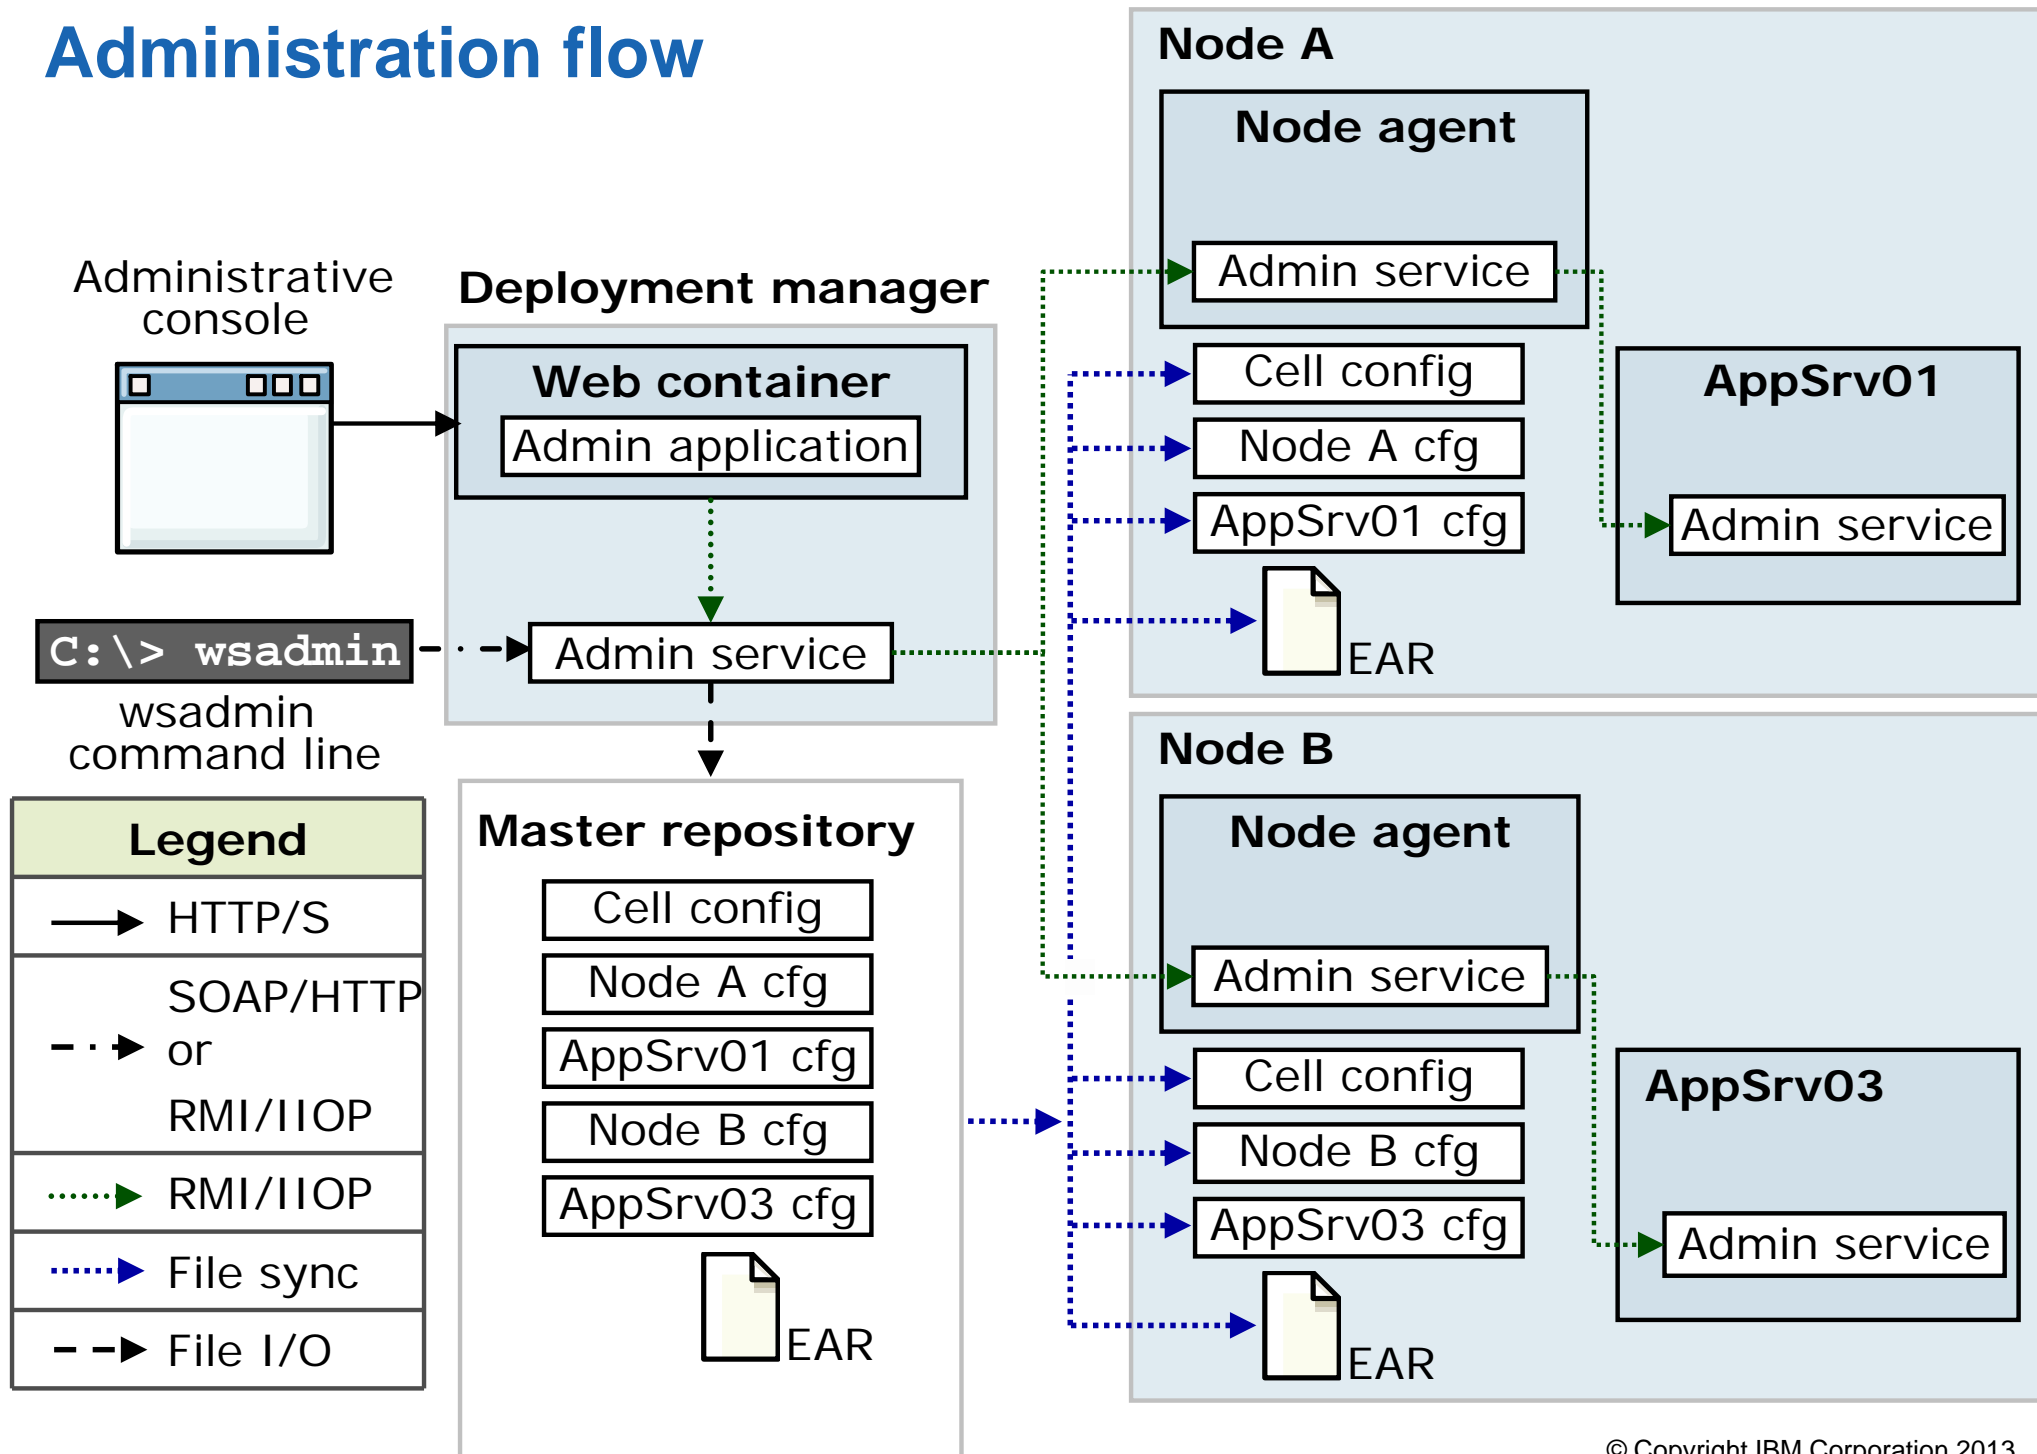 Administration flow
Administrative
console
C:\> wsadmin
wsadmin
command line
Deployment manager
Web container
Admin application
Admin service
Master repository
Cell config
Node A cfg
AppSrv01 cfg
Node B cfg
AppSrv03 cfg
EAR
Node A
Node agent
Admin service
Cell config
Node A cfg
AppSrv01 cfg
EAR
AppSrv01
Admin service
Node B
Node agent
Admin service
Cell config
Node B cfg
AppSrv03 cfg
EAR
AppSrv03
Admin service
Legend
HTTP/S
SOAP/HTTP
or
RMI/IIOP
RMI/IIOP
File sync
File I/O
© Copyright IBM Corporation 2013